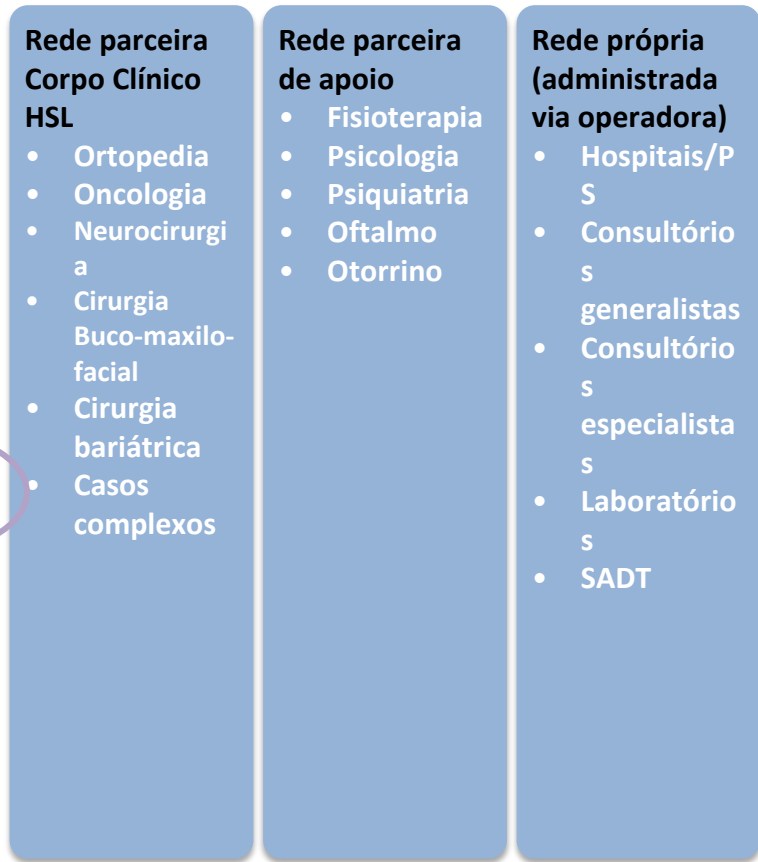 Rede parceira
Corpo Clínico
HSL
• Ortopedia
• Oncologia
• Neurocirurgi
a
• Cirurgia
Buco-maxilo-
facial
• Cirurgia
bariátrica
• Casos
complexos
Rede parceira
de apoio
• Fisioterapia
• Psicologia
• Psiquiatria
• Oftalmo
• Otorrino
Rede própria
(administrada
via operadora)
• Hospitais/P
S
• Consultório
s
generalistas
• Consultório
s
especialista
s
• Laboratório
s
• SADT